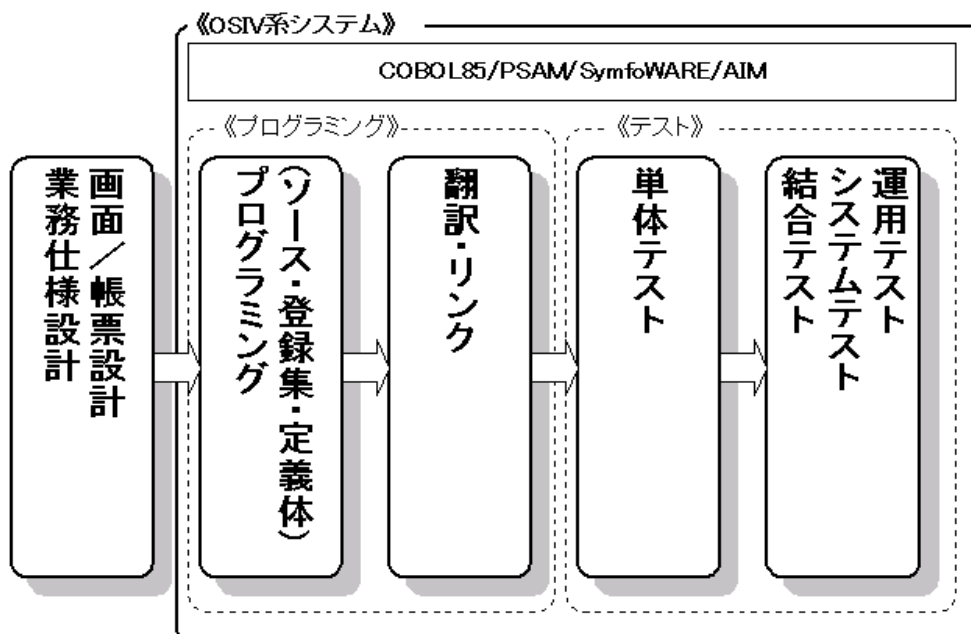 《OSIV系システム》
COBOL85/PSAM/SymfoWARE/AIM
《プログラミング》
《テスト》
画面／帳票設計
業務仕様設計
(ソース・登録集・定義体)
プログラミング
翻訳・リンク
単体テスト
運用テスト
システムテスト
結合テスト